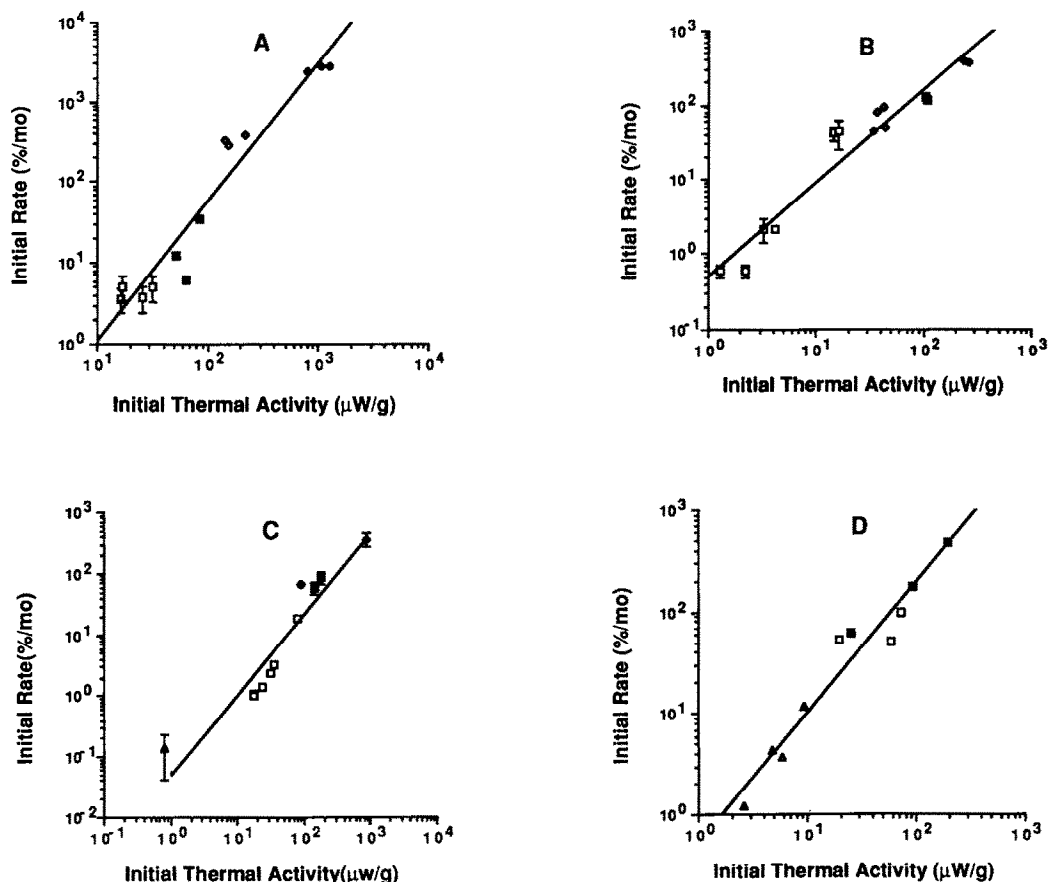 A
Initial Rate (%/mo)
10⁴
10³
10²
10¹
10⁰
10¹ 10² 10³ 10⁴
Initial Thermal Activity (μW/g)
B
Initial Rate (%/mo)
10³
10²
10¹
10⁰
10⁻¹
10⁰ 10¹ 10² 10³
Initial Thermal Activity (μW/g)
C
Initial Rate(%/mo)
10³
10²
10¹
10⁰
10⁻¹
10⁻²
10⁻¹ 10⁰ 10¹ 10² 10³ 10⁴
Initial Thermal Activity(μw/g)
D
Initial Rate (%/mo)
10³
10²
10¹
10⁰
10⁰ 10¹ 10² 10³
Initial Thermal Activity (μW/g)